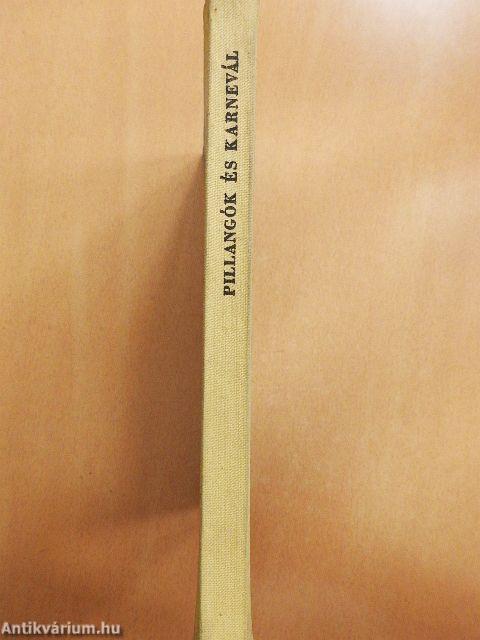 PILLANGÓK ÉS KARNEVÁL
Antikvárium.hu